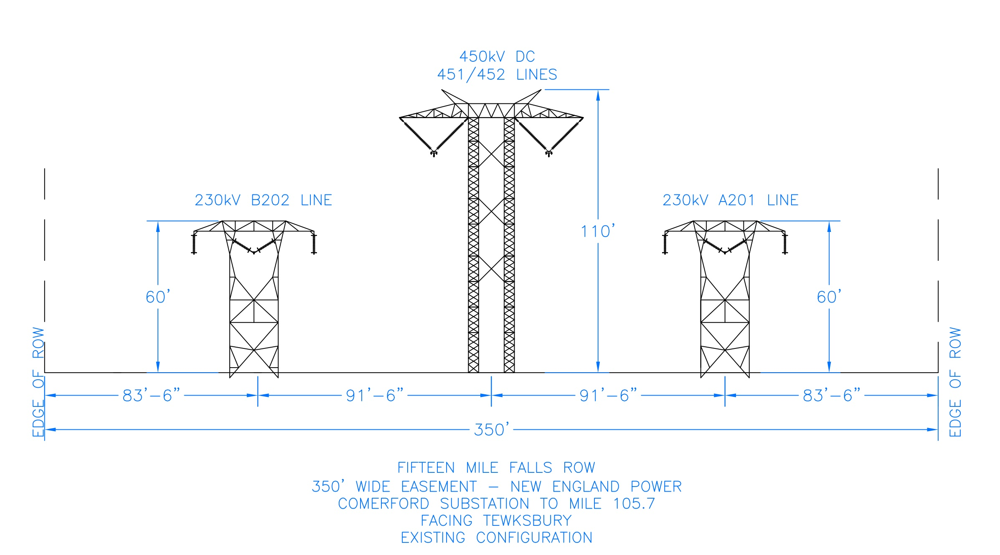 450kV DC
451/452 LINES
230kV B202 LINE
230kV A201 LINE
110'
60'
60'
EDGE OF ROW
EDGE OF ROW
83'-6"
91'-6"
91'-6"
83'-6"
350'
FIFTEEN MILE FALLS ROW
350' WIDE EASEMENT – NEW ENGLAND POWER
COMERFORD SUBSTATION TO MILE 105.7
FACING TEWKSBURY
EXISTING CONFIGURATION